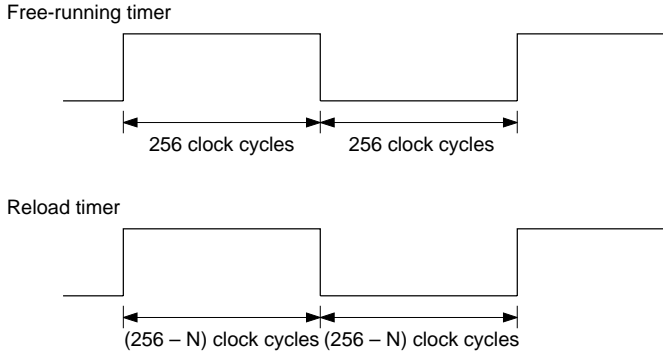 Free-running timer
256 clock cycles 256 clock cycles
Reload timer
(256 – N) clock cycles (256 – N) clock cycles